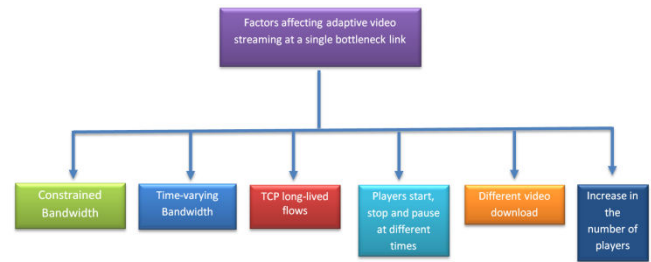 Factors affecting adaptive video
streaming at a single bottleneck link
Constrained
Bandwidth
Time-varying
Bandwidth
TCP long-lived
flows
Players start,
stop and pause
at different
times
Different video
download
Increase in
the
number of
players